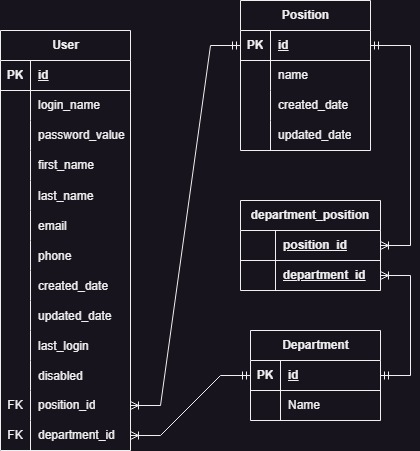 User
PK id
login_name
password_value
first_name
last_name
email
phone
created_date
updated_date
last_login
disabled
FK position_id
FK department_id
Position
PK id
name
created_date
updated_date
department_position
position_id
department_id
Department
PK id
Name